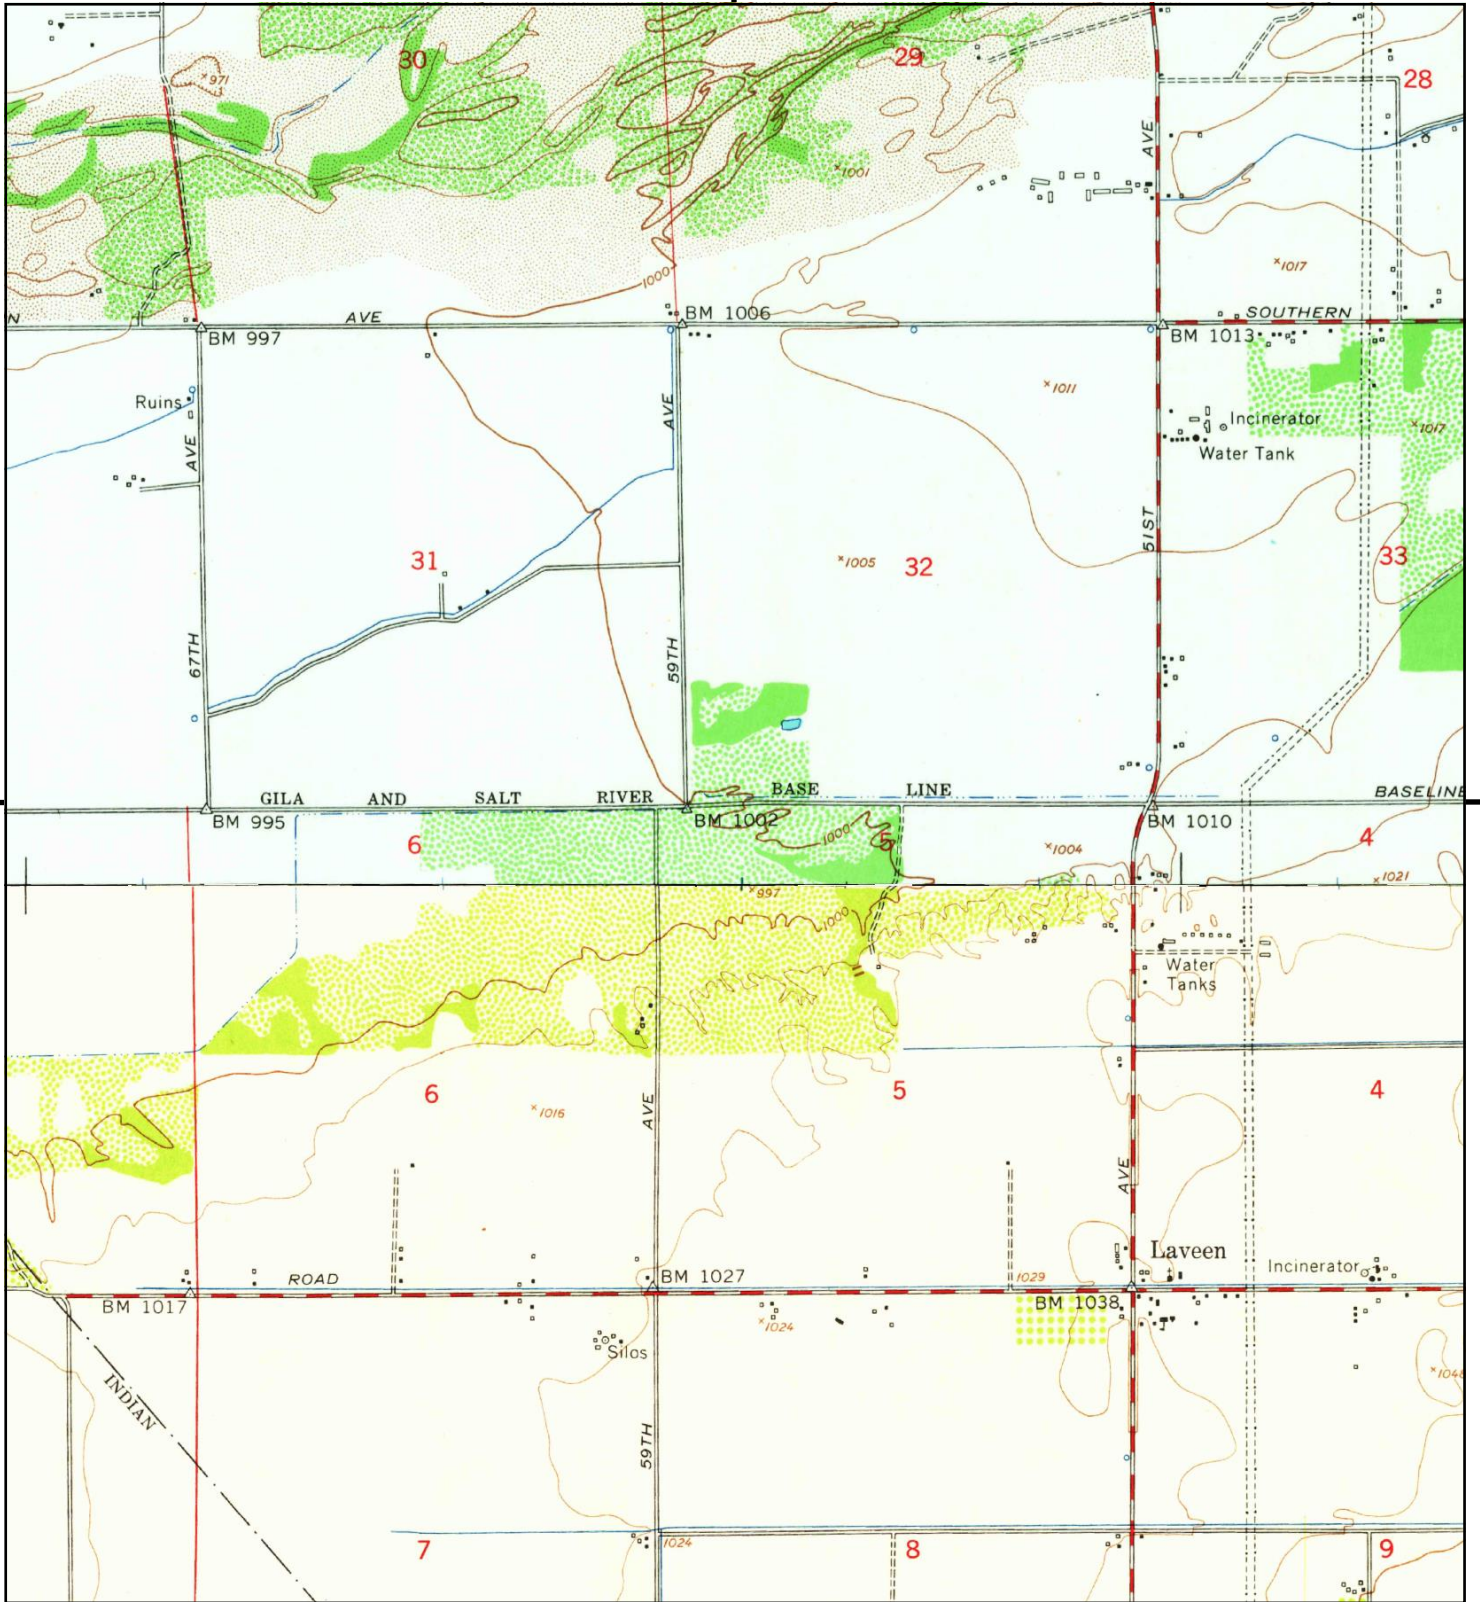 30
29
28
971
1001
AVE
1000
1017
N
AVE
BM 997
BM 1006
SOUTHERN
BM 1013
Ruins
1011
AVE
AVE
Incinerator
1017
Water Tank
51ST
31
1005
32
33
67TH
59TH
GILA AND SALT RIVER BASE LINE
BASELINE
BM 995
BM 1002
BM 1010
6
1000
5
1004
4
1021
997
1000
Water
Tanks
6
5
4
1016
AVE
AVE
Laveen
ROAD
BM 1027
1029
Incinerator
BM 1017
BM 1038
1024
Silos
INDIAN
59TH
7
1024
8
9